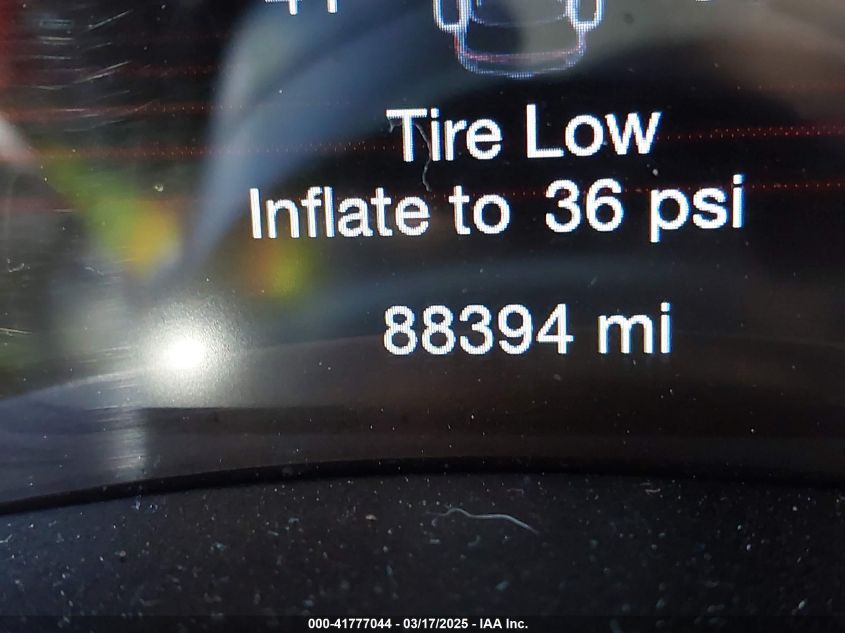 Tire Low
Inflate to 36 psi
88394 mi
000-41777044 - 03/17/2025 - IAA Inc.